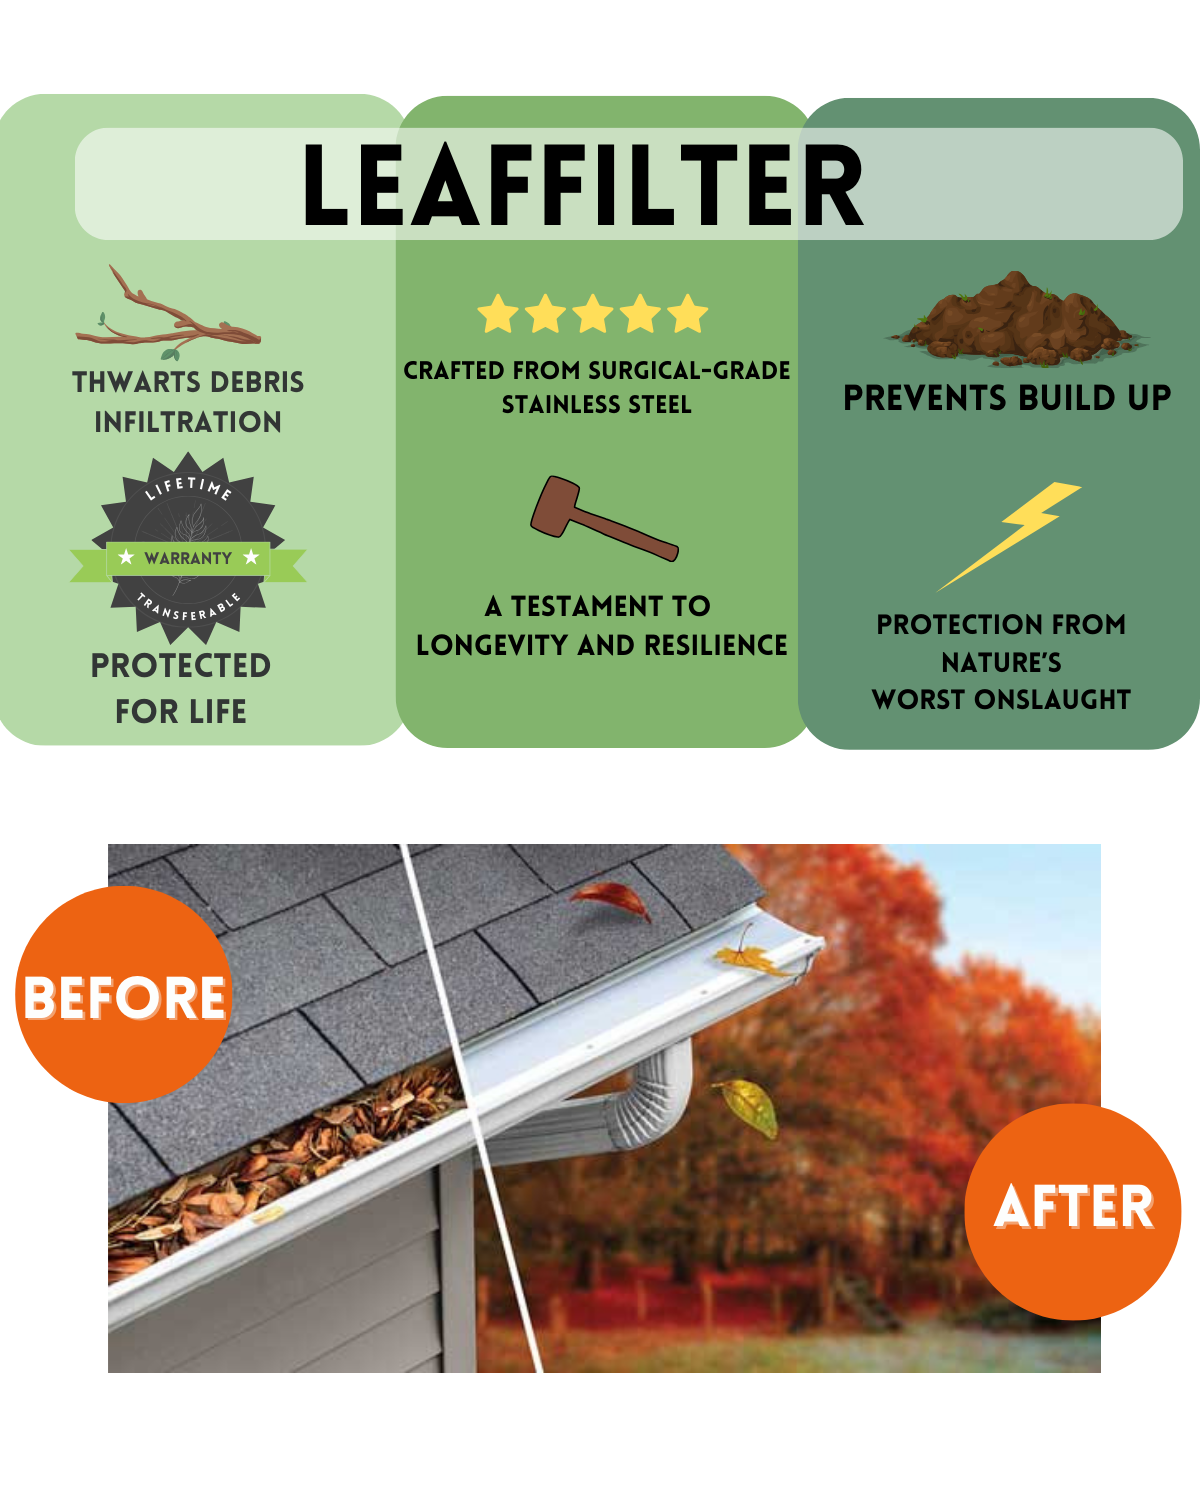 LEAFFILTER
THWARTS DEBRIS
INFILTRATION
LIFETIME
WARRANTY
TRANSFERABLE
PROTECTED
FOR LIFE
CRAFTED FROM SURGICAL-GRADE
STAINLESS STEEL
A TESTAMENT TO
LONGEVITY AND RESILIENCE
PREVENTS BUILD UP
PROTECTION FROM
NATURE'S
WORST ONSLAUGHT
BEFORE
AFTER